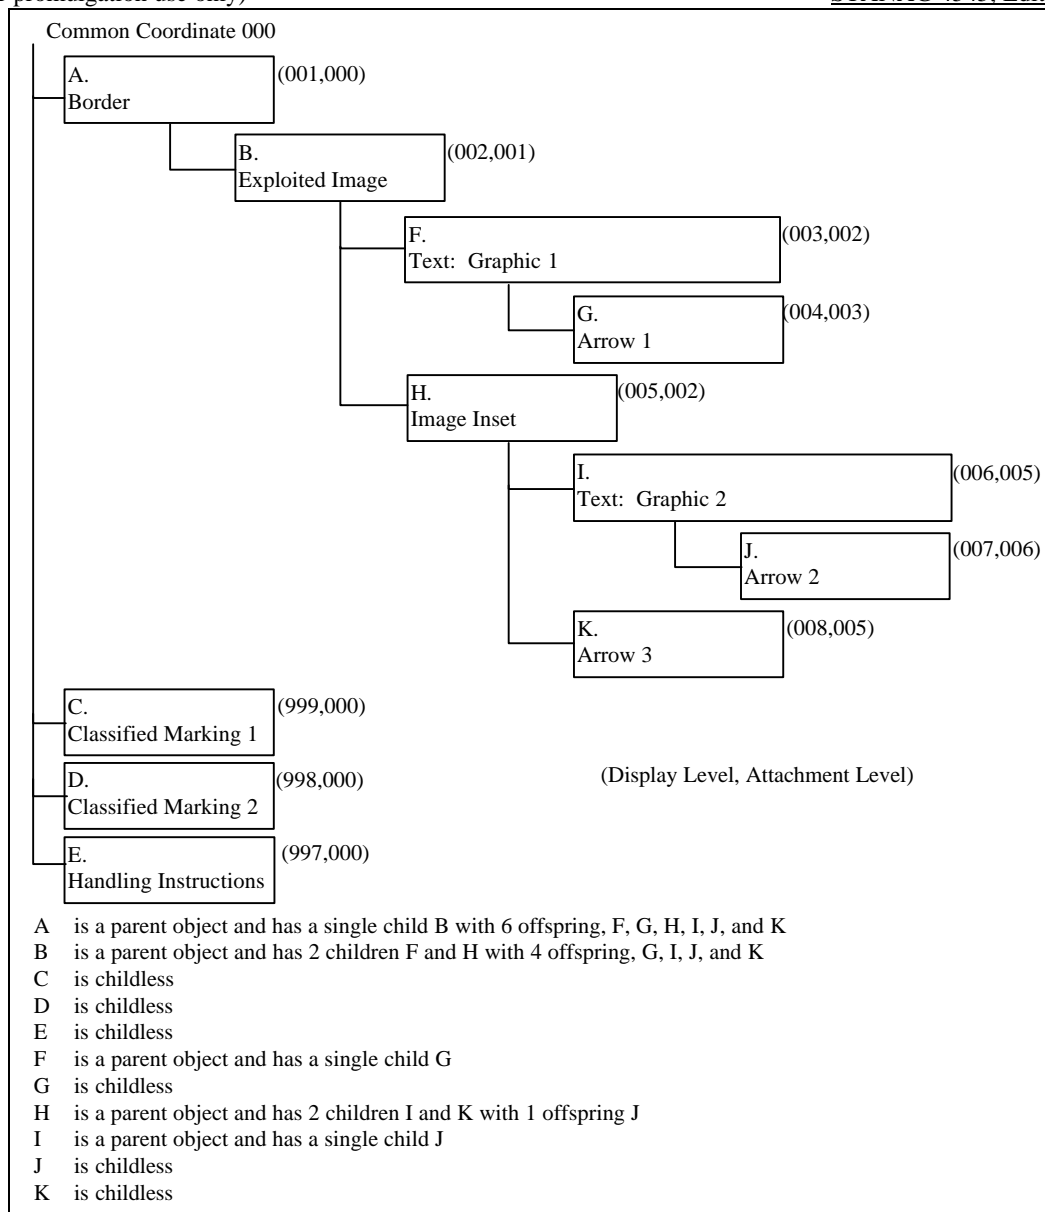 promulgation use only)
Common Coordinate 000
A.
Border
(001,000)
B.
Exploited Image
(002,001)
F.
Text: Graphic 1
(003,002)
G.
Arrow 1
(004,003)
H.
Image Inset
(005,002)
I.
Text: Graphic 2
(006,005)
J.
Arrow 2
(007,006)
K.
Arrow 3
(008,005)
C.
Classified Marking 1
(999,000)
D.
Classified Marking 2
(998,000)
(Display Level, Attachment Level)
E.
Handling Instructions
(997,000)
A is a parent object and has a single child B with 6 offspring, F, G, H, I, J, and K
B is a parent object and has 2 children F and H with 4 offspring, G, I, J, and K
C is childless
D is childless
E is childless
F is a parent object and has a single child G
G is childless
H is a parent object and has 2 children I and K with 1 offspring J
I is a parent object and has a single child J
J is childless
K is childless